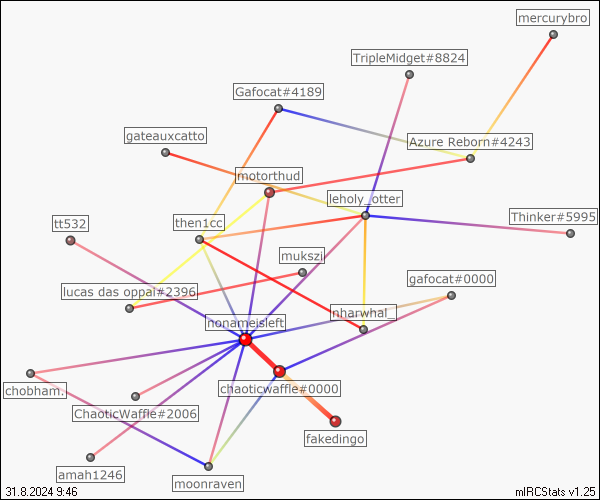 mercurybro
TripleMidget#8824
Gafocat#4189
gateauxcatto
Azure Reborn#4243
motorthud
leholy_otter
tt532
then1cc
Thinker#5995
mukszi
lucas das oppai#2396
gafocat#0000
nonameisleft
nharwhal_
chobham.
chaoticwaffle#0000
ChaoticWaffle#2006
fakedingo
amah1246
moonraven
31.8.2024 9:46
mIRCStats v1.25